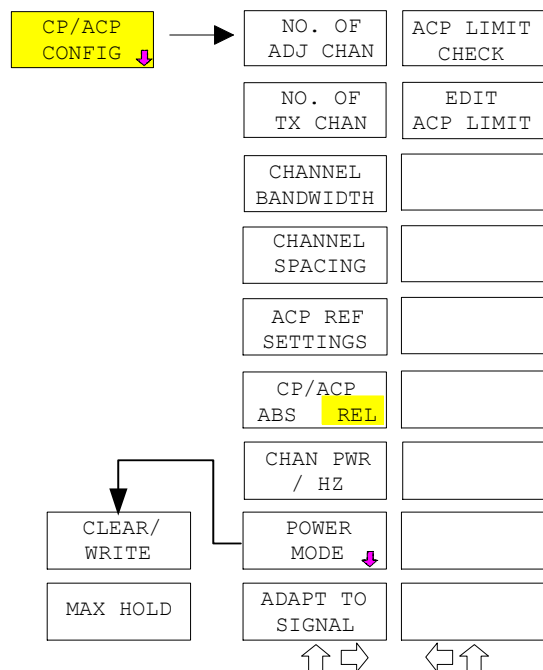 CP/ACP
CONFIG
NO. OF
ADJ CHAN
ACP LIMIT
CHECK
NO. OF
TX CHAN
EDIT
ACP LIMIT
CHANNEL
BANDWIDTH
CHANNEL
SPACING
ACP REF
SETTINGS
CP/ACP
ABS REL
CHAN PWR
/ HZ
CLEAR/
WRITE
POWER
MODE
MAX HOLD
ADAPT TO
SIGNAL